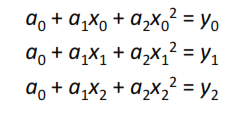 a₀ + a₁x₀ + a₂x₀² = y₀
a₀ + a₁x₁ + a₂x₁² = y₁
a₀ + a₁x₂ + a₂x₂² = y₂